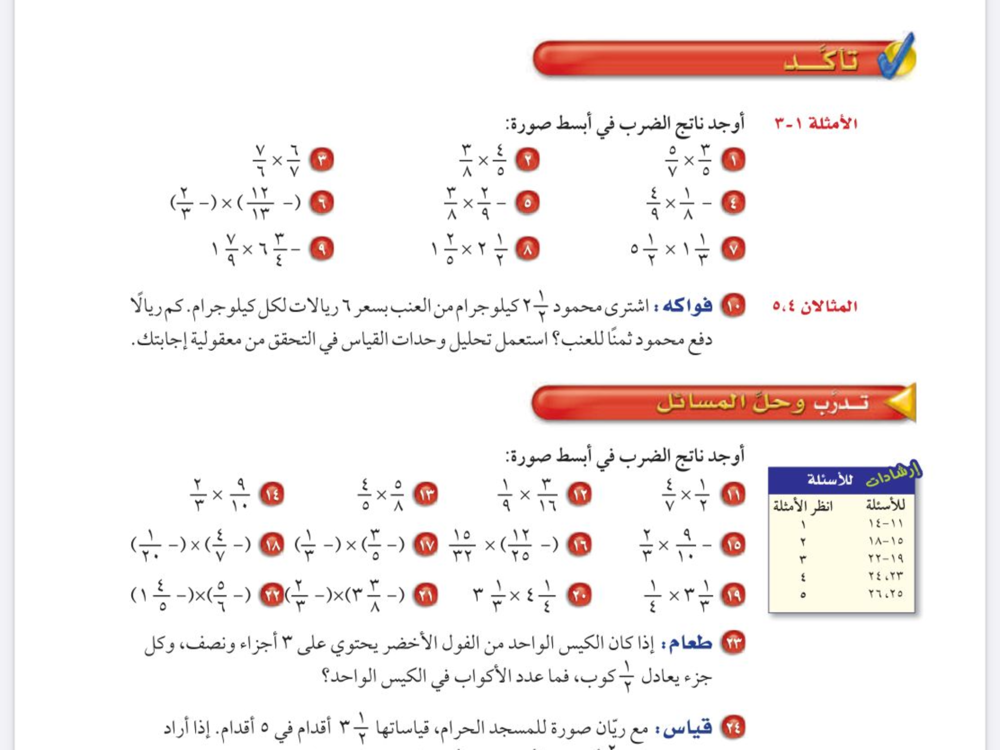 تأكَّد
الأمثلة ١-٣ أوجد ناتج الضرب في أبسط صورة:
١ ٣/٥ × ٥/٧ ٢ ٤/٥ × ٣/٨ ٣ ٦/٧ × ٧/٦
٤ - ١/٨ × ٤/٩ ٥ - ٢/٩ × ٣/٨ ٦ (- ١٢/١٣) × (- ٢/٣)
٧ ١ ١/٣ × ٥ ١/٢ ٨ ٢ ١/٢ × ١ ٢/٥ ٩ - ٦ ٣/٤ × ١ ٧/٩
المثالان ٤، ٥ ١٠ فواكه: اشترى محمود ٢ ١/٢ كيلو جرام من العنب بسعر ٦ ريالات لكل كيلو جرام. كم ريالًا
دفع محمود ثمنًا للعنب؟ استعمل تحليل وحدات القياس في التحقق من معقولية إجابتك.
تـدرَّب وحلَّ المسائل
أوجد ناتج الضرب في أبسط صورة:
إرشادات للأسئلة
للأسئلة انظر الأمثلة
١١-١٤ ١
١٥-١٨ ٢
١٩-٢٢ ٣
٢٣، ٢٤ ٤
٢٥، ٢٦ ٥
١١ ١/٢ × ٤/٧ ١٢ ٣/١٦ × ١/٩ ١٣ ٥/٨ × ٤/٥ ١٤ ٩/١٠ × ٢/٣
١٥ - ٩/١٠ × ٢/٣ ١٦ (- ١٢/٢٥) × ١٥/٣٢ ١٧ (- ٣/٥) × (- ١/٣) ١٨ (- ٤/٧) × (- ١/٢٠)
١٩ ٣ ١/٣ × ١/٤ ٢٠ ٤ ١/٤ × ٣ ١/٣ ٢١ (- ٣ ٣/٨) × (- ٢/٣) ٢٢ (- ٥/٦) × (- ١ ٤/٥)
٢٣ طعام: إذا كان الكيس الواحد من الفول الأخضر يحتوي على ٣ أجزاء ونصف، وكل
جزء يعادل ١/٢ كوب، فما عدد الأكواب في الكيس الواحد؟
٢٤ قياس: مع ريّان صورة للمسجد الحرام، قياساتها ٣ ١/٢ أقدام في ٥ أقدام. إذا أراد